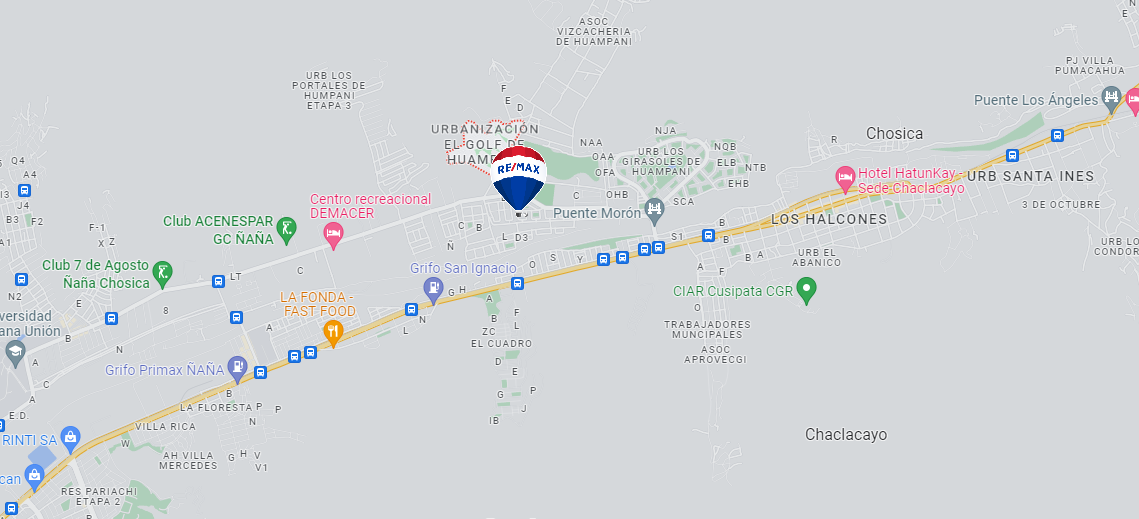 ASOC
VIZCACHERIA
DE HUAMPANI
N
E
PJ VILLA
PUMACAHUA
URB LOS
PORTALES DE
HUMPANI
ETAPA 3
F
E
D
Puente Los Ángeles
URBANIZACIÓN
EL GOLF DE
RE/MAX
NJA
NAA
OAA
OFA
URB LOS
GIRASOLES DE
HUAMPANI
NQB
ELB
NTB
EHB
R
Chosica
Q4
Q4
I4
J3
J4
B3
F2
OHB
SCA
C
Hotel HatunKay -
Sede Chaclacayo
URB SANTA INES
3 DE OCTUBRE
Centro recreacional
DEMACER
Club ACENESPAR
GC ÑAÑA
Puente Morón
LOS HALCONES
F-1
X
Z
C
B
Ñ
L
D3
S1
B
A
URB EL
ABANICO
URB LO
CONDOR
Club 7 de Agosto
Ñaña Chosica
LT
C
Grifo San Ignacio
O
S
Y
A
F
CIAR Cusipata CGR
N2
E
8
G
H
A
B
O
LA FONDA -
FAST FOOD
A
L
N
F
L
ZC
EL CUADRO
TRABAJADORES
MUNCIPALES
ASOC
APROVECGI
versidad
ana Unión
B
N
A
C
Grifo Primax ÑAÑA
D
E
G
P
J
IB
B
LA FLORESTA
P
P
N
A
E.D.
VILLA RICA
Chaclacayo
RINTI SA
W
AH VILLA
MERCEDES
G
H
V
V1
can
RES PARIACHI
ETAPA 2